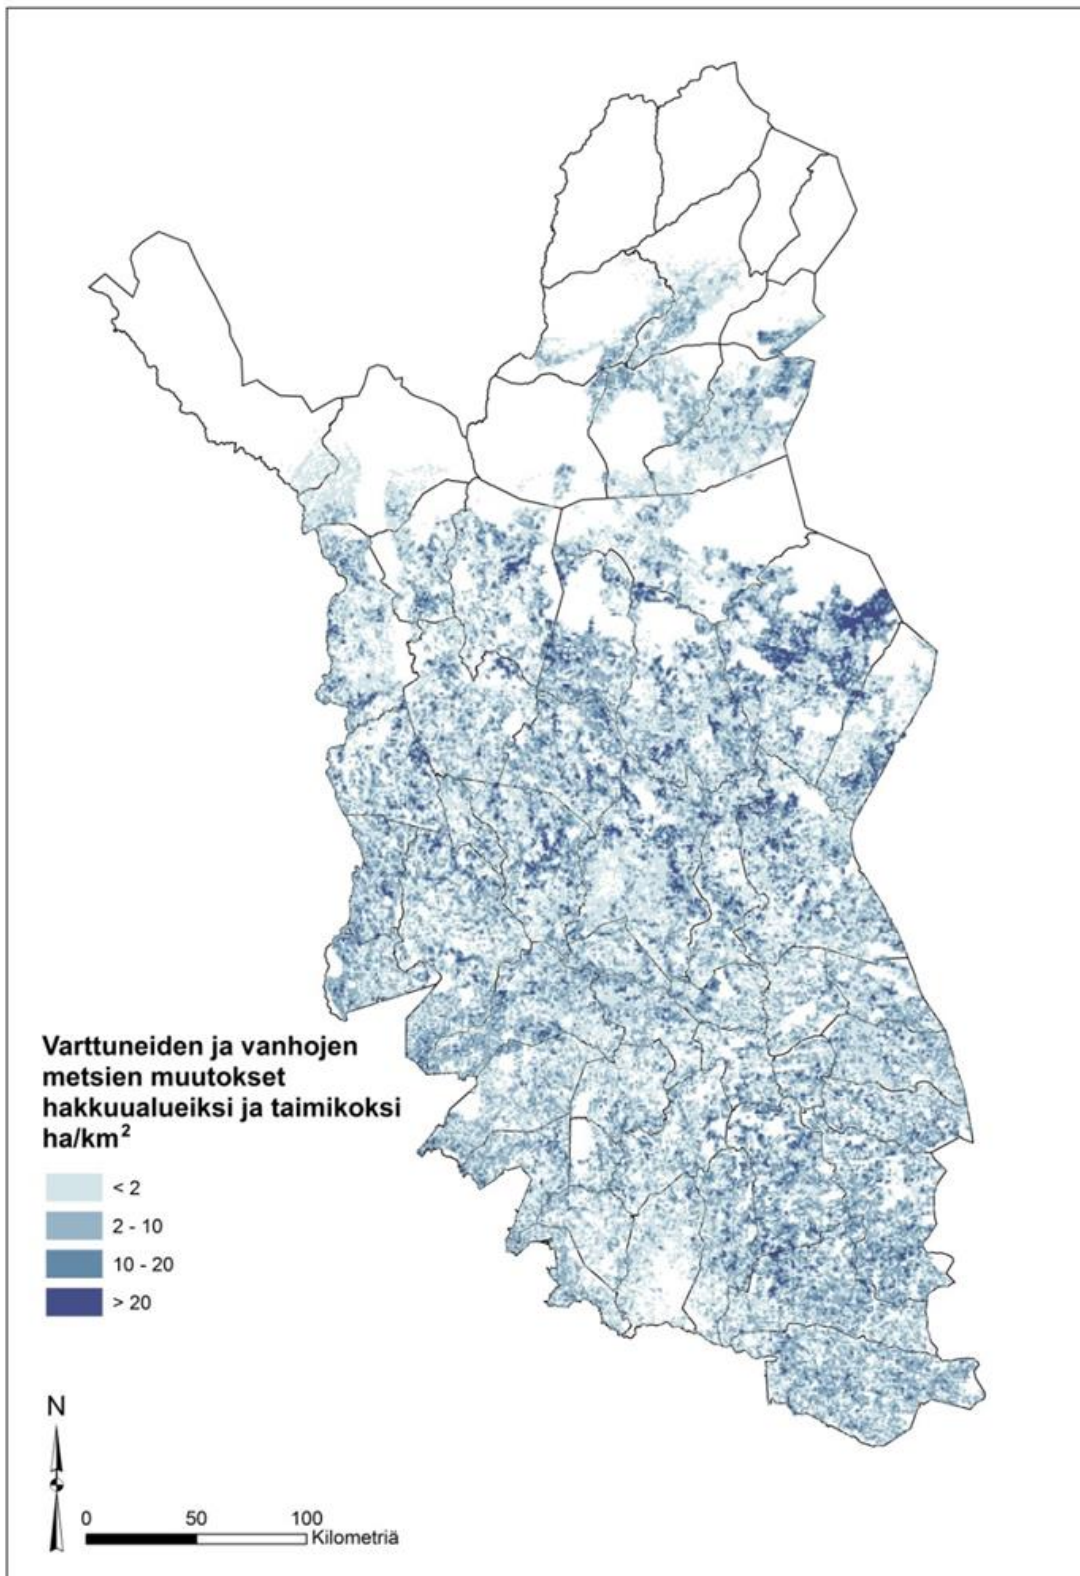 Varttuneiden ja vanhojen
metsien muutokset
hakkuualueiksi ja taimikoksi
ha/km²
< 2
2 - 10
10 - 20
> 20
N
0 50 100
Kilometriä